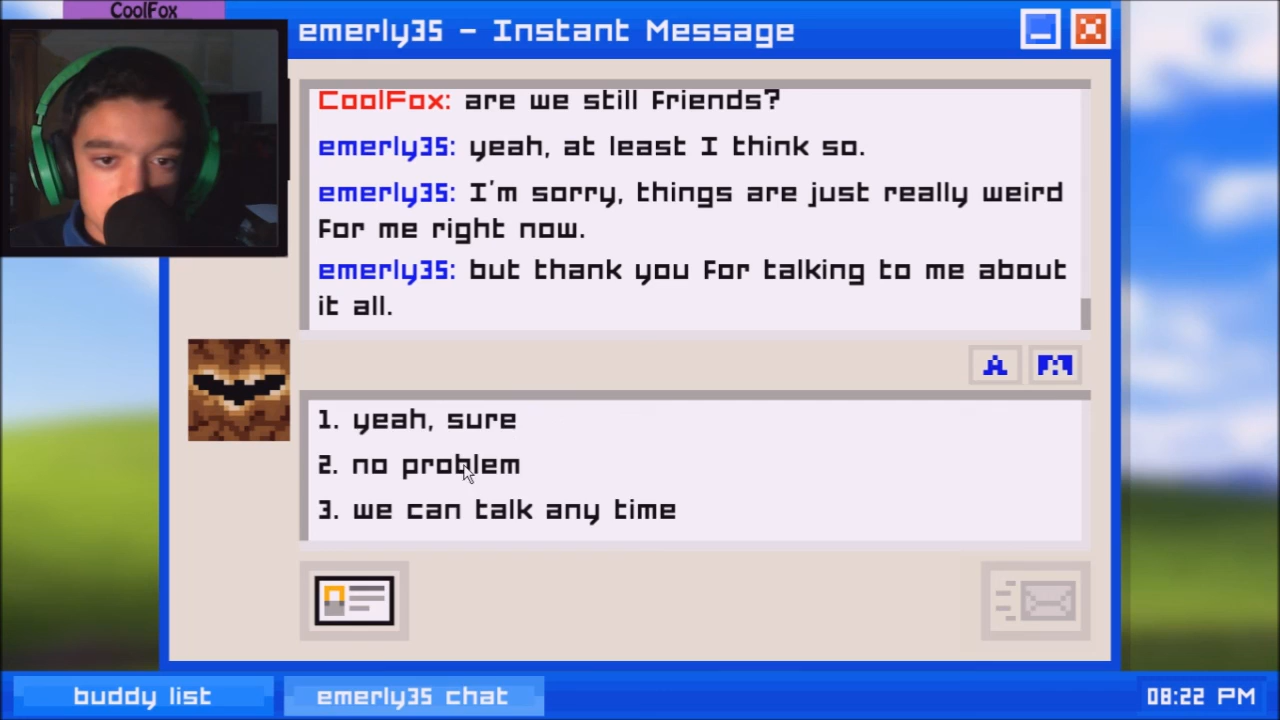 CoolFox
emerly35 - Instant Message
CoolFox: are we still friends?
emerly35: yeah, at least I think so.
emerly35: I'm sorry, things are just really weird
for me right now.
emerly35: but thank you for talking to me about
it all.
A
1. yeah, sure
2. no problem
3. we can talk any time
buddy list
emerly35 chat
08:22 PM